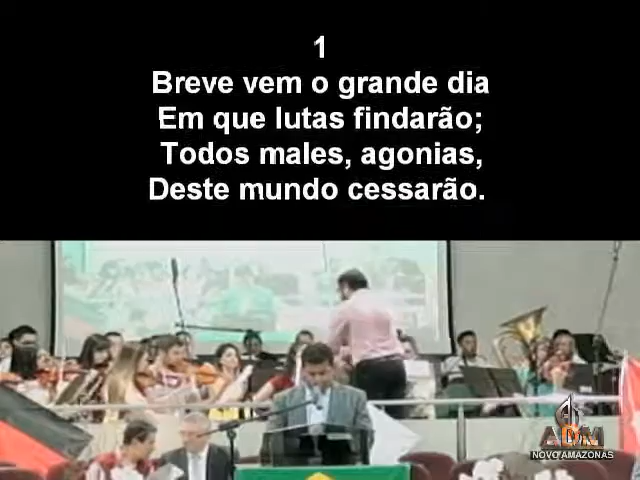 1
Breve vem o grande dia
Em que lutas findarão;
Todos males, agonias,
Deste mundo cessarão.
ADM
NOVO AMAZONAS